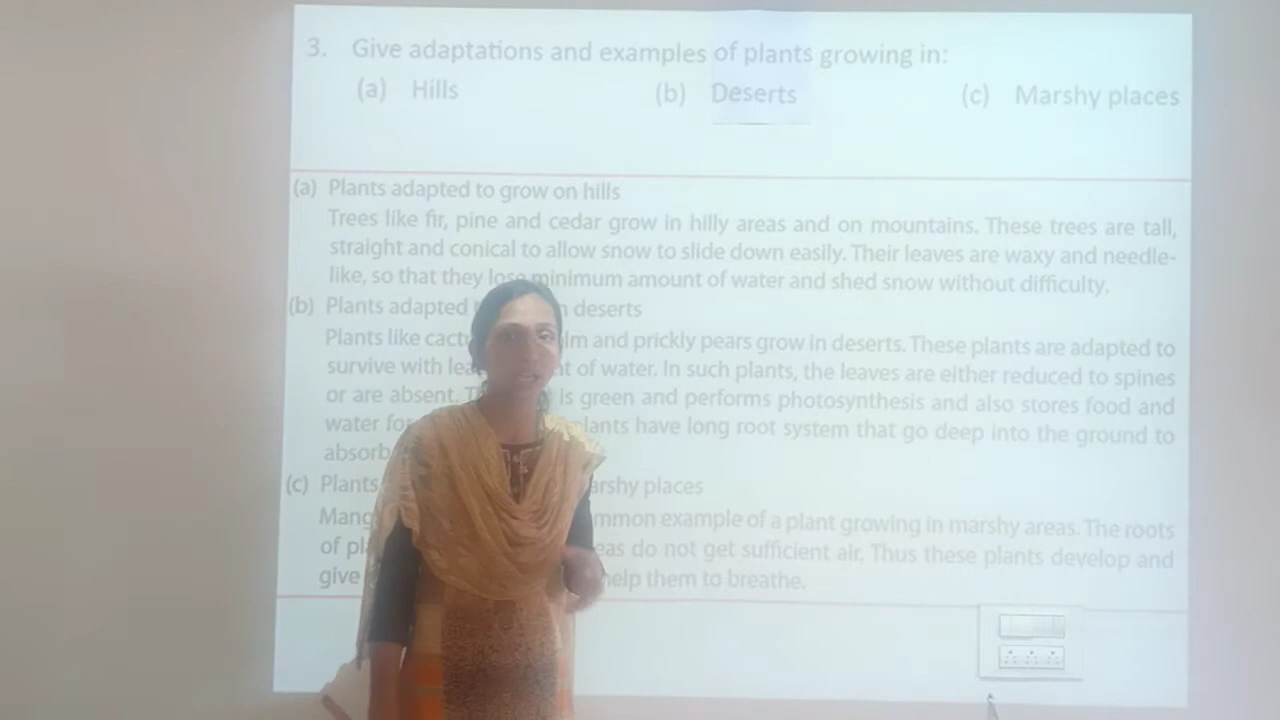 3. Give adaptations and examples of plants growing in:
(a) Hills (b) Deserts (c) Marshy places
(a) Plants adapted to grow on hills
Trees like fir, pine and cedar grow in hilly areas and on mountains. These trees are tall,
straight and conical to allow snow to slide down easily. Their leaves are waxy and needle-
like, so that they lose minimum amount of water and shed snow without difficulty.
(b) Plants adapted deserts
Plants like and prickly pears grow in deserts. These plants are adapted to
survive with of water. In such plants, the leaves are either reduced to spines
or are absent. is green and performs photosynthesis and also stores food and
water have long root system that go deep into the ground to
(c) Plants places
example of a plant growing in marshy areas. The roots
of do not get sufficient air. Thus these plants develop and
give help them to breathe.